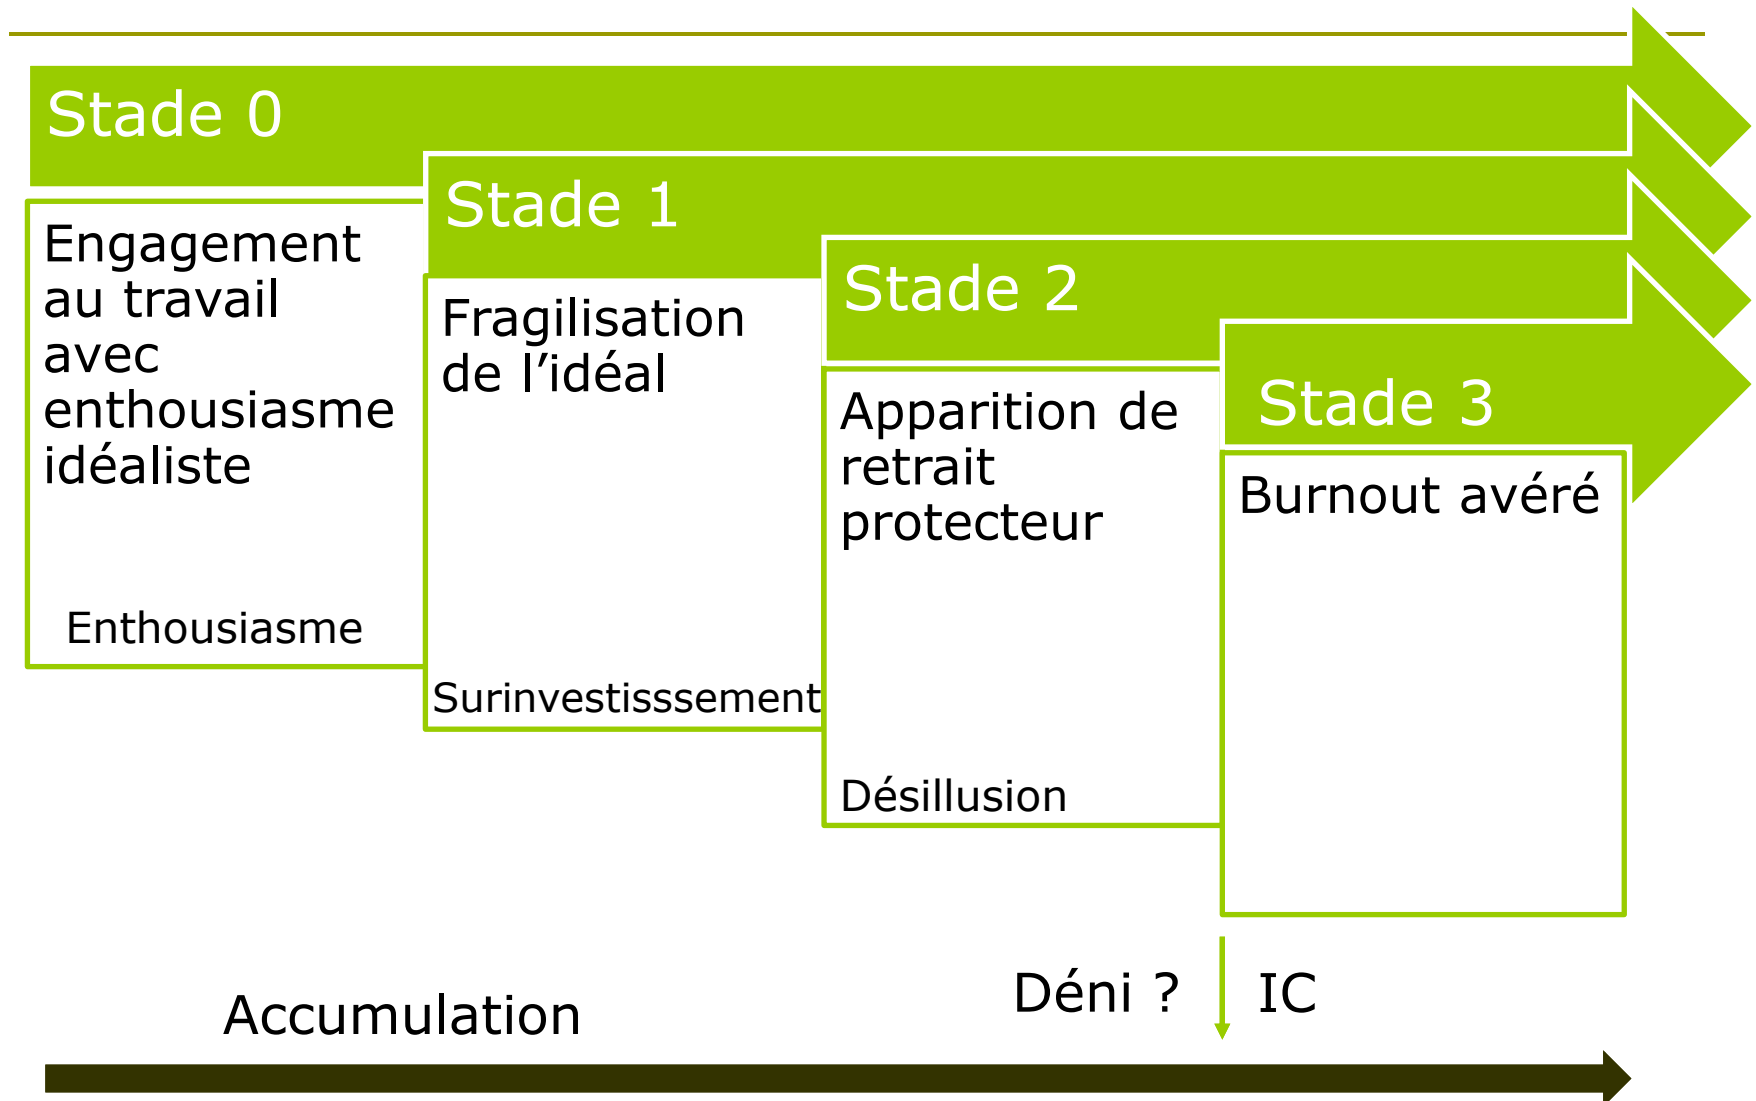 Stade 0
Engagement
au travail
avec
enthousiasme
idéaliste
Enthousiasme
Stade 1
Fragilisation
de l’idéal
Surinvestisssement
Stade 2
Apparition de
retrait
protecteur
Désillusion
Stade 3
Burnout avéré
Déni ?
IC
Accumulation